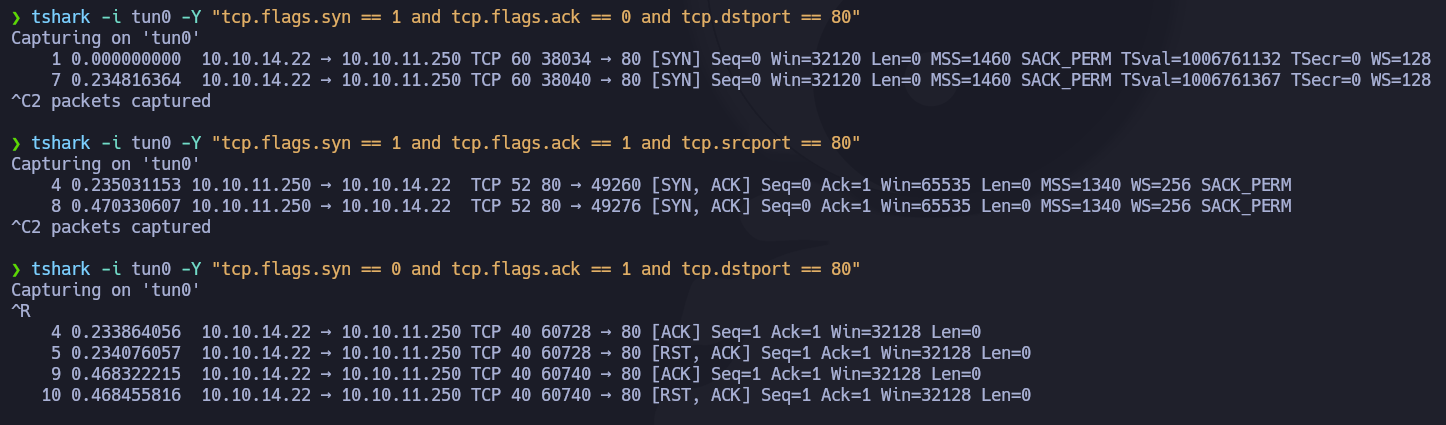 ❯ tshark -i tun0 -Y "tcp.flags.syn == 1 and tcp.flags.ack == 0 and tcp.dstport == 80"
Capturing on 'tun0'
    1 0.000000000  10.10.14.22 → 10.10.11.250 TCP 60 38034 → 80 [SYN] Seq=0 Win=32120 Len=0 MSS=1460 SACK_PERM TSval=1006761132 TSecr=0 WS=128
    7 0.234816364  10.10.14.22 → 10.10.11.250 TCP 60 38040 → 80 [SYN] Seq=0 Win=32120 Len=0 MSS=1460 SACK_PERM TSval=1006761367 TSecr=0 WS=128
^C2 packets captured
❯ tshark -i tun0 -Y "tcp.flags.syn == 1 and tcp.flags.ack == 1 and tcp.srcport == 80"
Capturing on 'tun0'
    4 0.235031153 10.10.11.250 → 10.10.14.22  TCP 52 80 → 49260 [SYN, ACK] Seq=0 Ack=1 Win=65535 Len=0 MSS=1340 WS=256 SACK_PERM
    8 0.470330607 10.10.11.250 → 10.10.14.22  TCP 52 80 → 49276 [SYN, ACK] Seq=0 Ack=1 Win=65535 Len=0 MSS=1340 WS=256 SACK_PERM
^C2 packets captured
❯ tshark -i tun0 -Y "tcp.flags.syn == 0 and tcp.flags.ack == 1 and tcp.dstport == 80"
Capturing on 'tun0'
^R
    4 0.233864056  10.10.14.22 → 10.10.11.250 TCP 40 60728 → 80 [ACK] Seq=1 Ack=1 Win=32128 Len=0
    5 0.234076057  10.10.14.22 → 10.10.11.250 TCP 40 60728 → 80 [RST, ACK] Seq=1 Ack=1 Win=32128 Len=0
    9 0.468322215  10.10.14.22 → 10.10.11.250 TCP 40 60740 → 80 [ACK] Seq=1 Ack=1 Win=32128 Len=0
   10 0.468455816  10.10.14.22 → 10.10.11.250 TCP 40 60740 → 80 [RST, ACK] Seq=1 Ack=1 Win=32128 Len=0